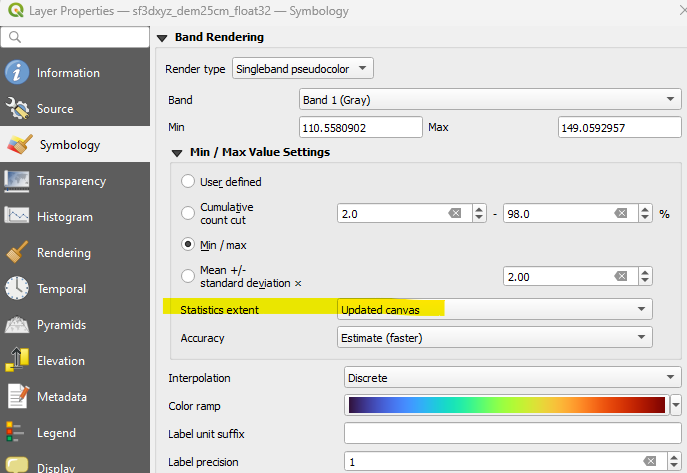 Layer Properties — sf3dxyz_dem25cm_float32 — Symbology
Information
Source
Symbology
Transparency
Histogram
Rendering
Temporal
Pyramids
Elevation
Metadata
Legend
Display
Band Rendering
Render type Singleband pseudocolor
Band Band 1 (Gray)
Min 110.5580902 Max 149.0592957
Min / Max Value Settings
User defined
Cumulative
count cut 2.0 - 98.0 %
Min / max
Mean +/-
standard deviation × 2.00
Statistics extent Updated canvas
Accuracy Estimate (faster)
Interpolation Discrete
Color ramp
Label unit suffix
Label precision 1